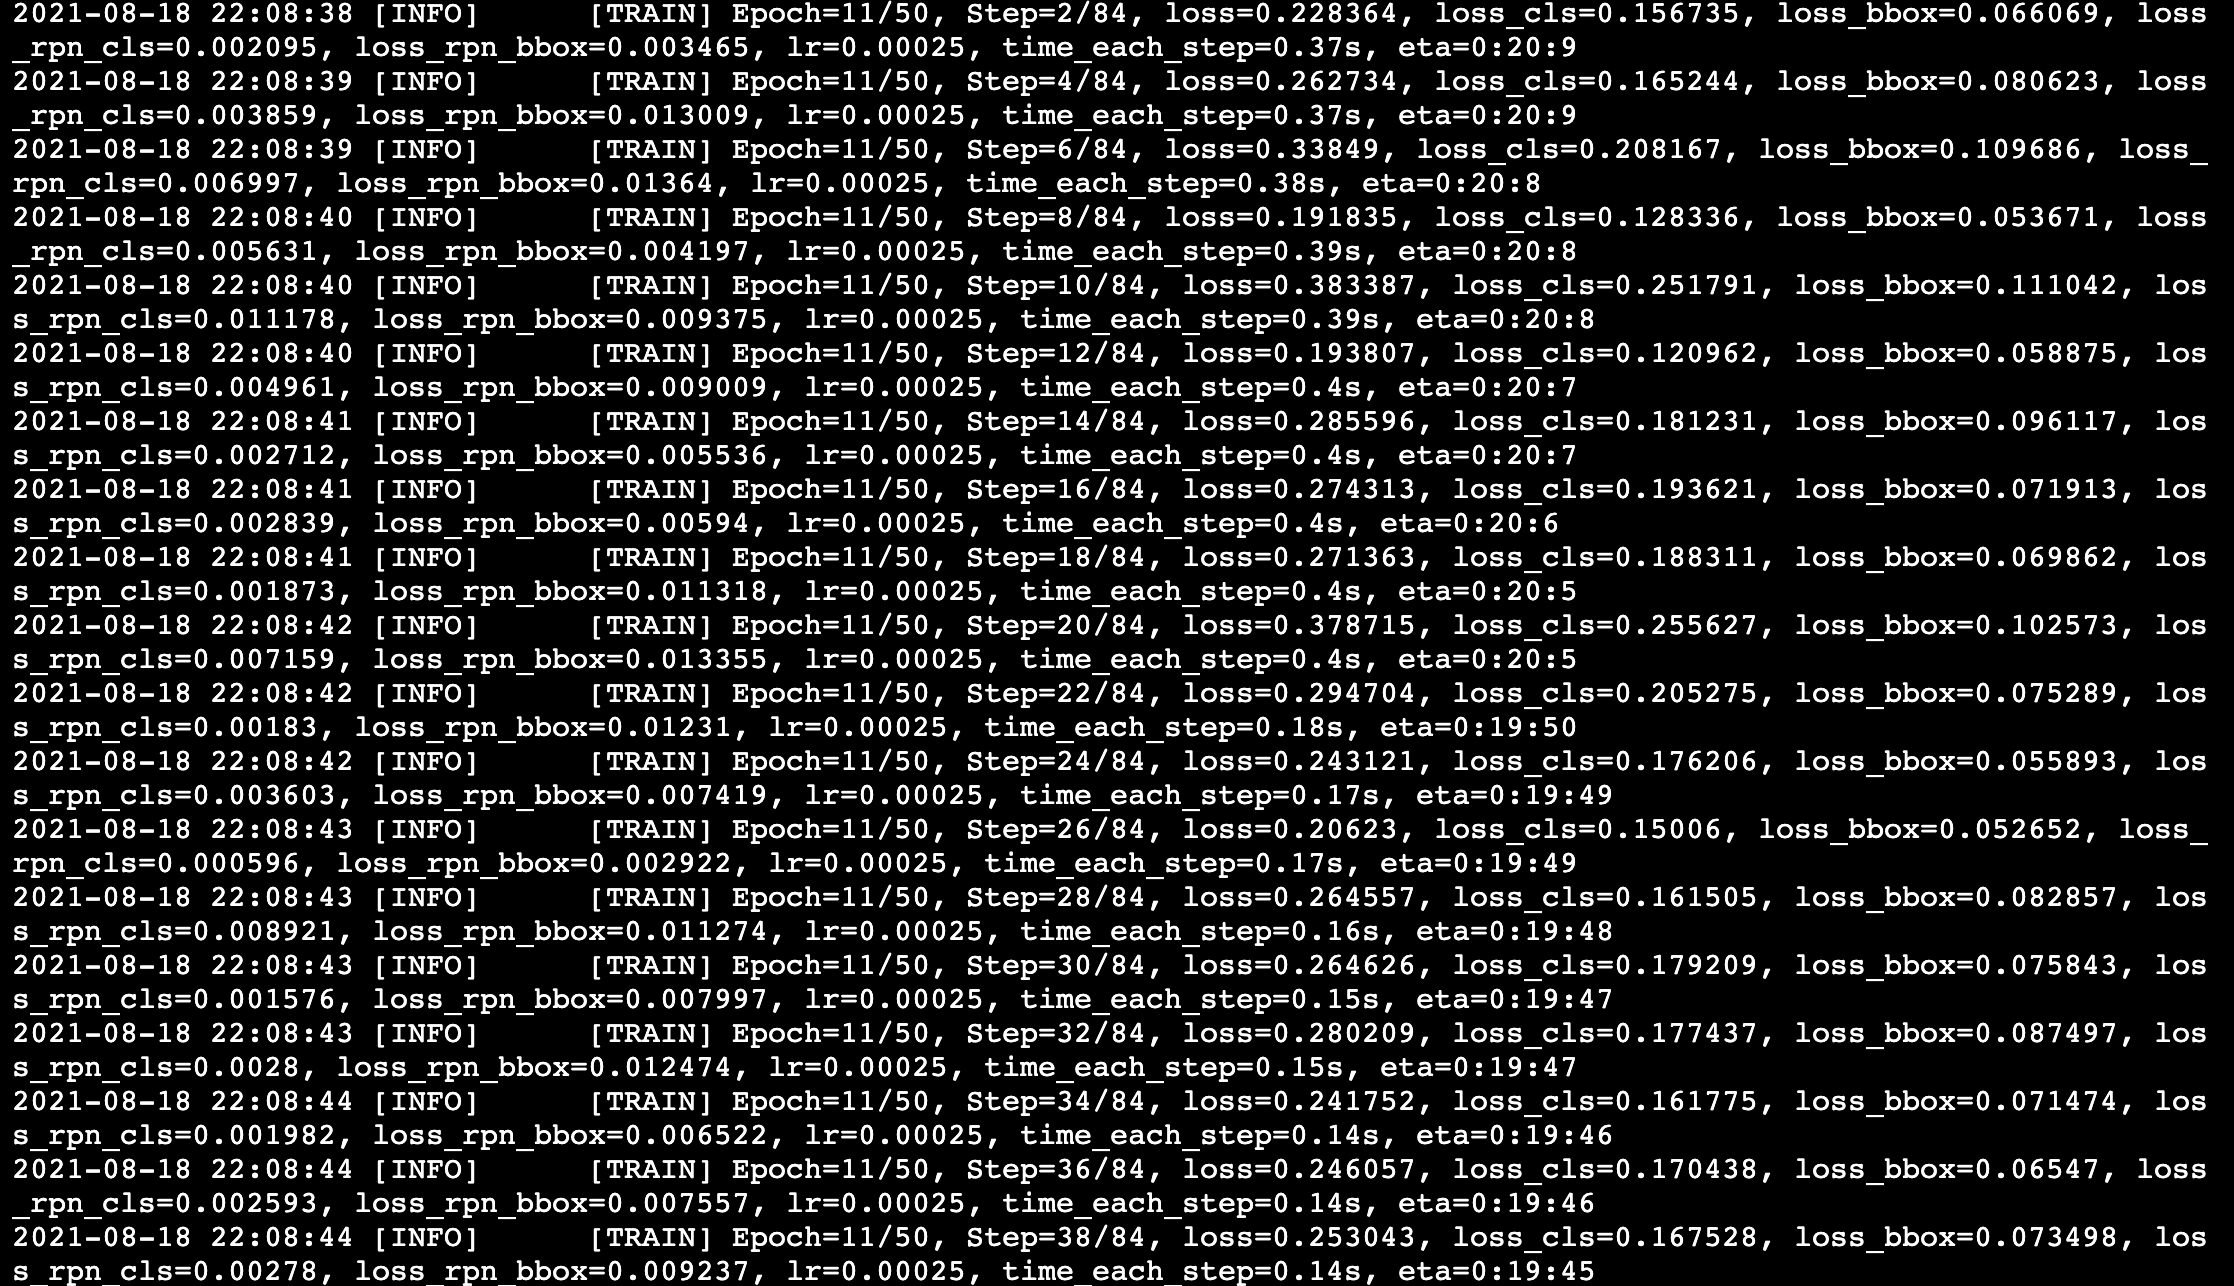 2021-08-18 22:08:38 [INFO]      [TRAIN] Epoch=11/50, Step=2/84, loss=0.228364, loss_cls=0.156735, loss_bbox=0.066069, loss
_rpn_cls=0.002095, loss_rpn_bbox=0.003465, lr=0.00025, time_each_step=0.37s, eta=0:20:9
2021-08-18 22:08:39 [INFO]      [TRAIN] Epoch=11/50, Step=4/84, loss=0.262734, loss_cls=0.165244, loss_bbox=0.080623, loss
_rpn_cls=0.003859, loss_rpn_bbox=0.013009, lr=0.00025, time_each_step=0.37s, eta=0:20:9
2021-08-18 22:08:39 [INFO]      [TRAIN] Epoch=11/50, Step=6/84, loss=0.33849, loss_cls=0.208167, loss_bbox=0.109686, loss_
rpn_cls=0.006997, loss_rpn_bbox=0.01364, lr=0.00025, time_each_step=0.38s, eta=0:20:8
2021-08-18 22:08:40 [INFO]      [TRAIN] Epoch=11/50, Step=8/84, loss=0.191835, loss_cls=0.128336, loss_bbox=0.053671, loss
_rpn_cls=0.005631, loss_rpn_bbox=0.004197, lr=0.00025, time_each_step=0.39s, eta=0:20:8
2021-08-18 22:08:40 [INFO]      [TRAIN] Epoch=11/50, Step=10/84, loss=0.383387, loss_cls=0.251791, loss_bbox=0.111042, los
s_rpn_cls=0.011178, loss_rpn_bbox=0.009375, lr=0.00025, time_each_step=0.39s, eta=0:20:8
2021-08-18 22:08:40 [INFO]      [TRAIN] Epoch=11/50, Step=12/84, loss=0.193807, loss_cls=0.120962, loss_bbox=0.058875, los
s_rpn_cls=0.004961, loss_rpn_bbox=0.009009, lr=0.00025, time_each_step=0.4s, eta=0:20:7
2021-08-18 22:08:41 [INFO]      [TRAIN] Epoch=11/50, Step=14/84, loss=0.285596, loss_cls=0.181231, loss_bbox=0.096117, los
s_rpn_cls=0.002712, loss_rpn_bbox=0.005536, lr=0.00025, time_each_step=0.4s, eta=0:20:7
2021-08-18 22:08:41 [INFO]      [TRAIN] Epoch=11/50, Step=16/84, loss=0.274313, loss_cls=0.193621, loss_bbox=0.071913, los
s_rpn_cls=0.002839, loss_rpn_bbox=0.00594, lr=0.00025, time_each_step=0.4s, eta=0:20:6
2021-08-18 22:08:41 [INFO]      [TRAIN] Epoch=11/50, Step=18/84, loss=0.271363, loss_cls=0.188311, loss_bbox=0.069862, los
s_rpn_cls=0.001873, loss_rpn_bbox=0.011318, lr=0.00025, time_each_step=0.4s, eta=0:20:5
2021-08-18 22:08:42 [INFO]      [TRAIN] Epoch=11/50, Step=20/84, loss=0.378715, loss_cls=0.255627, loss_bbox=0.102573, los
s_rpn_cls=0.007159, loss_rpn_bbox=0.013355, lr=0.00025, time_each_step=0.4s, eta=0:20:5
2021-08-18 22:08:42 [INFO]      [TRAIN] Epoch=11/50, Step=22/84, loss=0.294704, loss_cls=0.205275, loss_bbox=0.075289, los
s_rpn_cls=0.00183, loss_rpn_bbox=0.01231, lr=0.00025, time_each_step=0.18s, eta=0:19:50
2021-08-18 22:08:42 [INFO]      [TRAIN] Epoch=11/50, Step=24/84, loss=0.243121, loss_cls=0.176206, loss_bbox=0.055893, los
s_rpn_cls=0.003603, loss_rpn_bbox=0.007419, lr=0.00025, time_each_step=0.17s, eta=0:19:49
2021-08-18 22:08:43 [INFO]      [TRAIN] Epoch=11/50, Step=26/84, loss=0.20623, loss_cls=0.15006, loss_bbox=0.052652, loss_
rpn_cls=0.000596, loss_rpn_bbox=0.002922, lr=0.00025, time_each_step=0.17s, eta=0:19:49
2021-08-18 22:08:43 [INFO]      [TRAIN] Epoch=11/50, Step=28/84, loss=0.264557, loss_cls=0.161505, loss_bbox=0.082857, los
s_rpn_cls=0.008921, loss_rpn_bbox=0.011274, lr=0.00025, time_each_step=0.16s, eta=0:19:48
2021-08-18 22:08:43 [INFO]      [TRAIN] Epoch=11/50, Step=30/84, loss=0.264626, loss_cls=0.179209, loss_bbox=0.075843, los
s_rpn_cls=0.001576, loss_rpn_bbox=0.007997, lr=0.00025, time_each_step=0.15s, eta=0:19:47
2021-08-18 22:08:43 [INFO]      [TRAIN] Epoch=11/50, Step=32/84, loss=0.280209, loss_cls=0.177437, loss_bbox=0.087497, los
s_rpn_cls=0.0028, loss_rpn_bbox=0.012474, lr=0.00025, time_each_step=0.15s, eta=0:19:47
2021-08-18 22:08:44 [INFO]      [TRAIN] Epoch=11/50, Step=34/84, loss=0.241752, loss_cls=0.161775, loss_bbox=0.071474, los
s_rpn_cls=0.001982, loss_rpn_bbox=0.006522, lr=0.00025, time_each_step=0.14s, eta=0:19:46
2021-08-18 22:08:44 [INFO]      [TRAIN] Epoch=11/50, Step=36/84, loss=0.246057, loss_cls=0.170438, loss_bbox=0.06547, loss
_rpn_cls=0.002593, loss_rpn_bbox=0.007557, lr=0.00025, time_each_step=0.14s, eta=0:19:46
2021-08-18 22:08:44 [INFO]      [TRAIN] Epoch=11/50, Step=38/84, loss=0.253043, loss_cls=0.167528, loss_bbox=0.073498, los
s_rpn_cls=0.00278, loss_rpn_bbox=0.009237, lr=0.00025, time_each_step=0.14s, eta=0:19:45